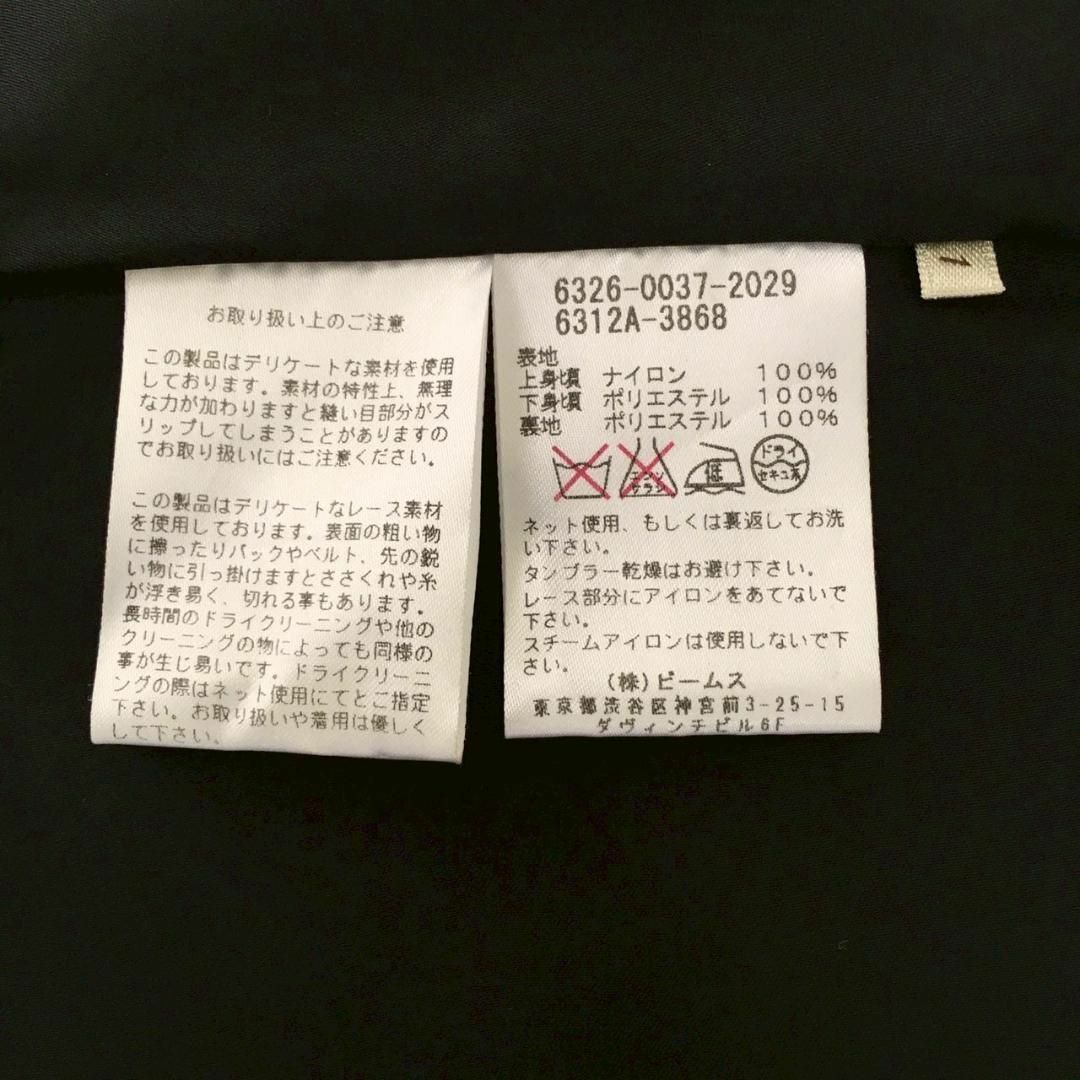 お取り扱い上のご注意
この製品はデリケートな素材を使用
しております。素材の特性上、無理
な力が加わりますと縫い目部分がス
リップしてしまうことがありますの
でお取り扱いにはご注意ください。
この製品はデリケートなレース素材
を使用しております。表面の粗い物
に擦ったりバックやベルト、先の鋭
い物に引っ掛けますとささくれや糸
が浮き易く、切れる事もあります。
長時間のドライクリーニングや他の
クリーニングの物によっても同様の
事が生じ易いです。ドライクリーニ
ングの際はネット使用にてとご指定
下さい。お取り扱いや着用は優しく
して下さい。
6326-0037-2029
6312A-3868
表地
上身頃 ナイロン 100%
下身頃 ポリエステル 100%
裏地 ポリエステル 100%
エンソ
サラシ
低
ドライ
セキユ系
ネット使用、もしくは裏返してお洗
い下さい。
タンブラー乾燥はお避け下さい。
レース部分にアイロンをあてないで
下さい。
スチームアイロンは使用しないで下
さい。
(株)ビームス
東京都渋谷区神宮前3-25-15
ダヴィンチビル6F